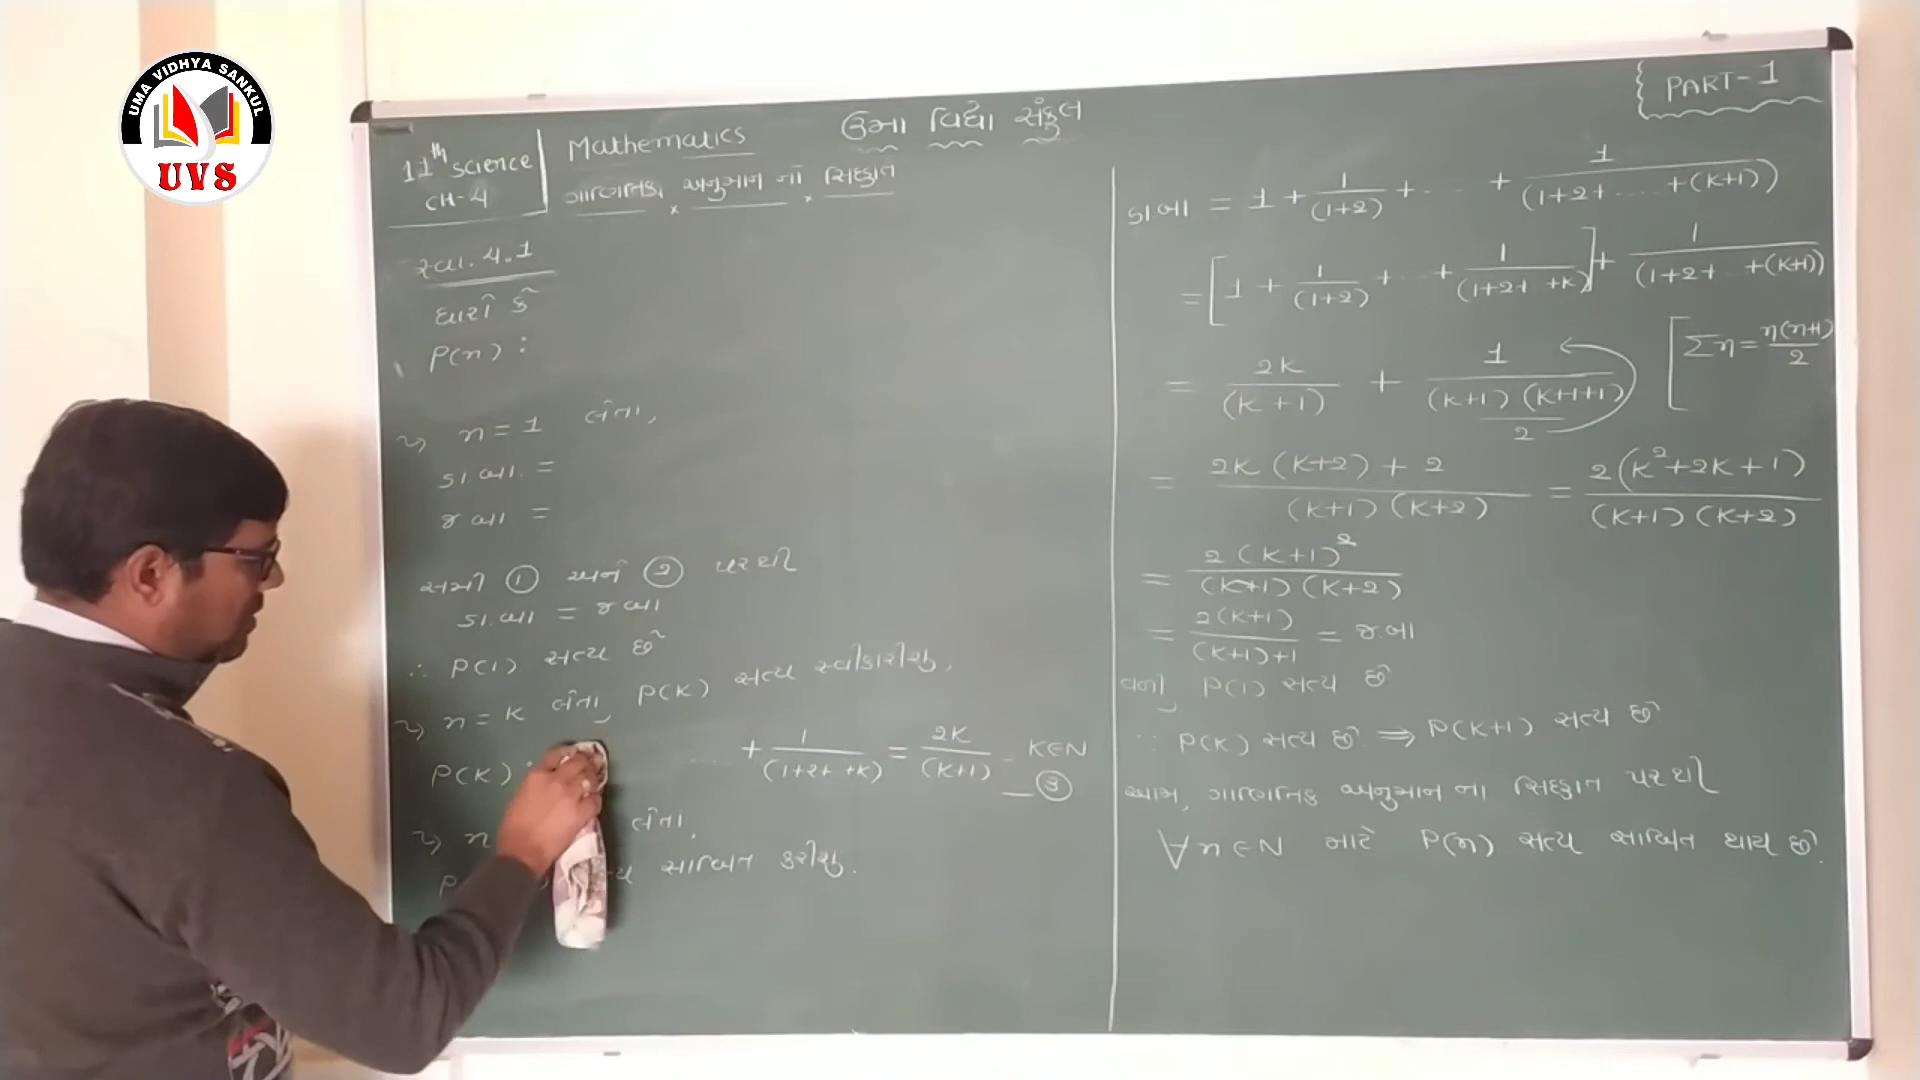 UMA VIDHYA SANKUL
UVS
11th science
CH-4
Mathematics
ઉમા વિદ્યા સંકુલ
ગાણિતિક અનુમાન નો સિદ્ધાંત
PART-1
સ્વા. 4.1
ધારો કે
P(n) :
→ n = 1 લેતા,
ડા.બા. =
જ.બા =
સમી ① અને ② પરથી
ડા.બા = જ.બા
∴ P(1) સત્ય છે
→ n = K લેતા, P(K) સત્ય સ્વીકારીશું,
P(K) : ... + 1/(1+2+ +K) = 2K/(K+1) K∈N
— ③
→ n લેતા,
P સાબિત કરીશું.
ડાબા = 1 + 1/(1+2) + ... + 1/(1+2+ ... +(K+1))
= [1 + 1/(1+2) + ... + 1/(1+2+ +K)] + 1/(1+2+ ... +(K+1))
= 2K/(K+1) + 1/((K+1)(K+1+1)/2) [Ση = η(η+1)/2
= (2K(K+2)+2)/((K+1)(K+2)) = 2(K²+2K+1)/((K+1)(K+2))
= 2(K+1)²/((K+1)(K+2))
= 2(K+1)/((K+1)+1) = જ.બા
વળી, P(1) સત્ય છે
∵ P(K) સત્ય છે. ⇒ P(K+1) સત્ય છે
આમ, ગાણિતિક અનુમાન ના સિદ્ધાંત પરથી
∀ n ∈ N માટે P(n) સત્ય સાબિત થાય છે.